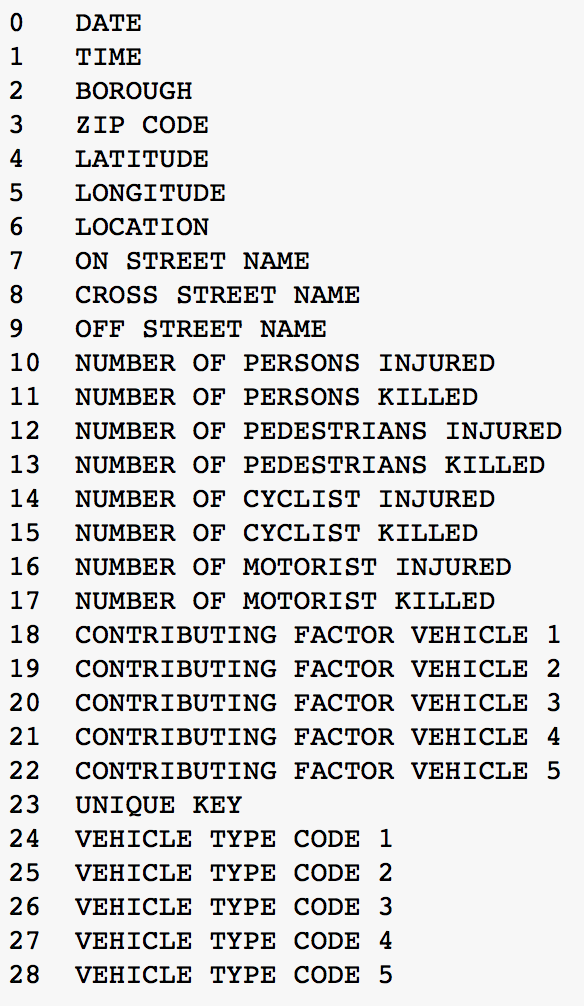 0 DATE
1 TIME
2 BOROUGH
3 ZIP CODE
4 LATITUDE
5 LONGITUDE
6 LOCATION
7 ON STREET NAME
8 CROSS STREET NAME
9 OFF STREET NAME
10 NUMBER OF PERSONS INJURED
11 NUMBER OF PERSONS KILLED
12 NUMBER OF PEDESTRIANS INJURED
13 NUMBER OF PEDESTRIANS KILLED
14 NUMBER OF CYCLIST INJURED
15 NUMBER OF CYCLIST KILLED
16 NUMBER OF MOTORIST INJURED
17 NUMBER OF MOTORIST KILLED
18 CONTRIBUTING FACTOR VEHICLE 1
19 CONTRIBUTING FACTOR VEHICLE 2
20 CONTRIBUTING FACTOR VEHICLE 3
21 CONTRIBUTING FACTOR VEHICLE 4
22 CONTRIBUTING FACTOR VEHICLE 5
23 UNIQUE KEY
24 VEHICLE TYPE CODE 1
25 VEHICLE TYPE CODE 2
26 VEHICLE TYPE CODE 3
27 VEHICLE TYPE CODE 4
28 VEHICLE TYPE CODE 5